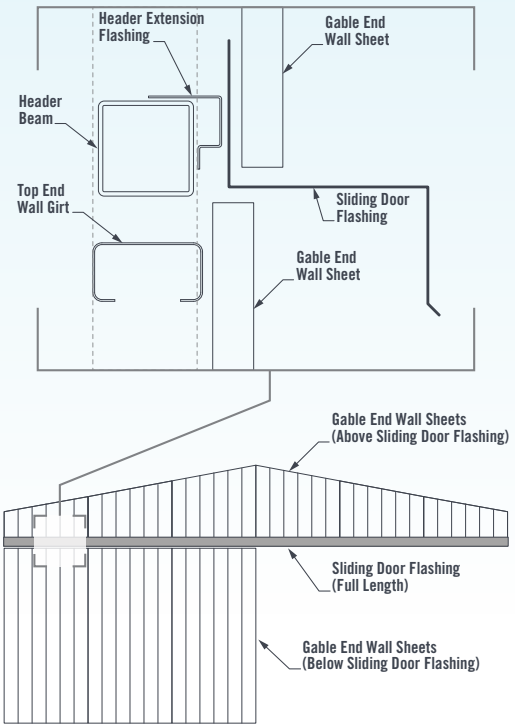 Header Extension
Flashing
Gable End
Wall Sheet
Header
Beam
Top End
Wall Girt
Sliding Door
Flashing
Gable End
Wall Sheet
Gable End Wall Sheets
(Above Sliding Door Flashing)
Sliding Door Flashing
(Full Length)
Gable End Wall Sheets
(Below Sliding Door Flashing)